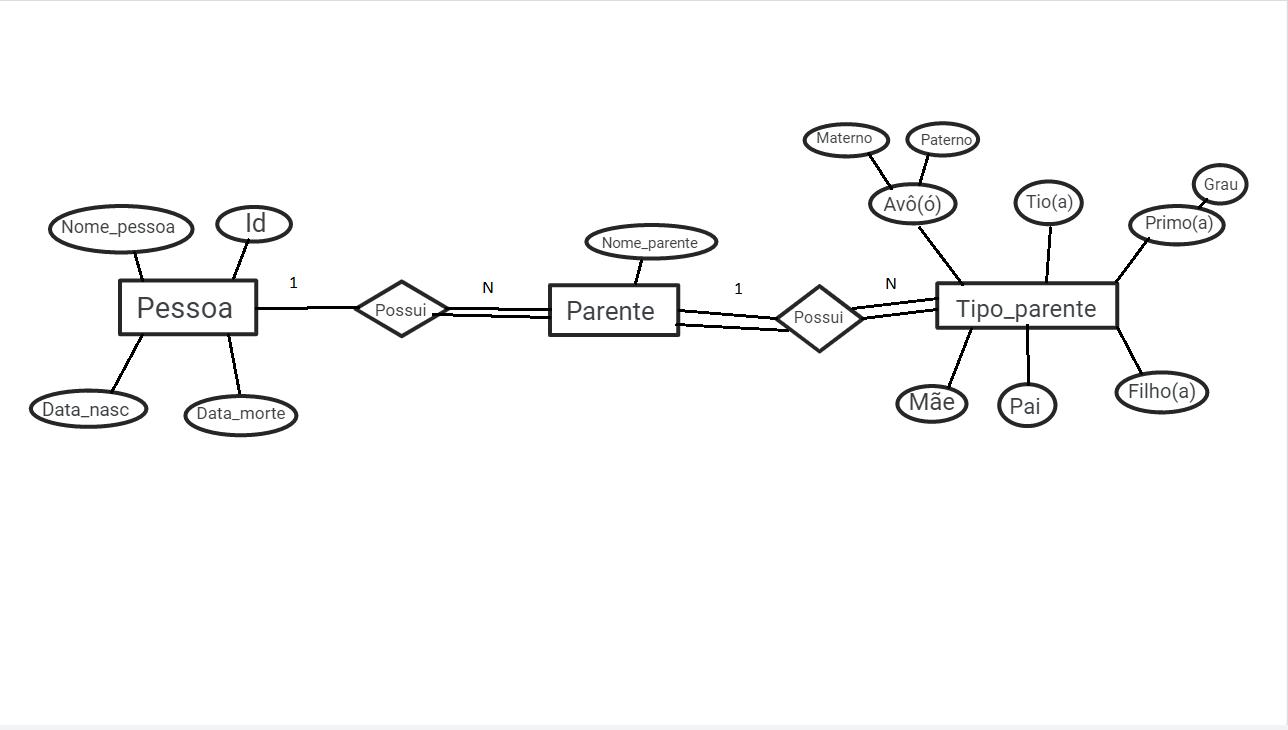 Materno
Paterno
Grau
Avô(ó)
Tio(a)
Primo(a)
Nome_pessoa
Id
Nome_parente
1
N
1
N
Pessoa
Possui
Parente
Possui
Tipo_parente
Data_nasc
Data_morte
Mãe
Pai
Filho(a)